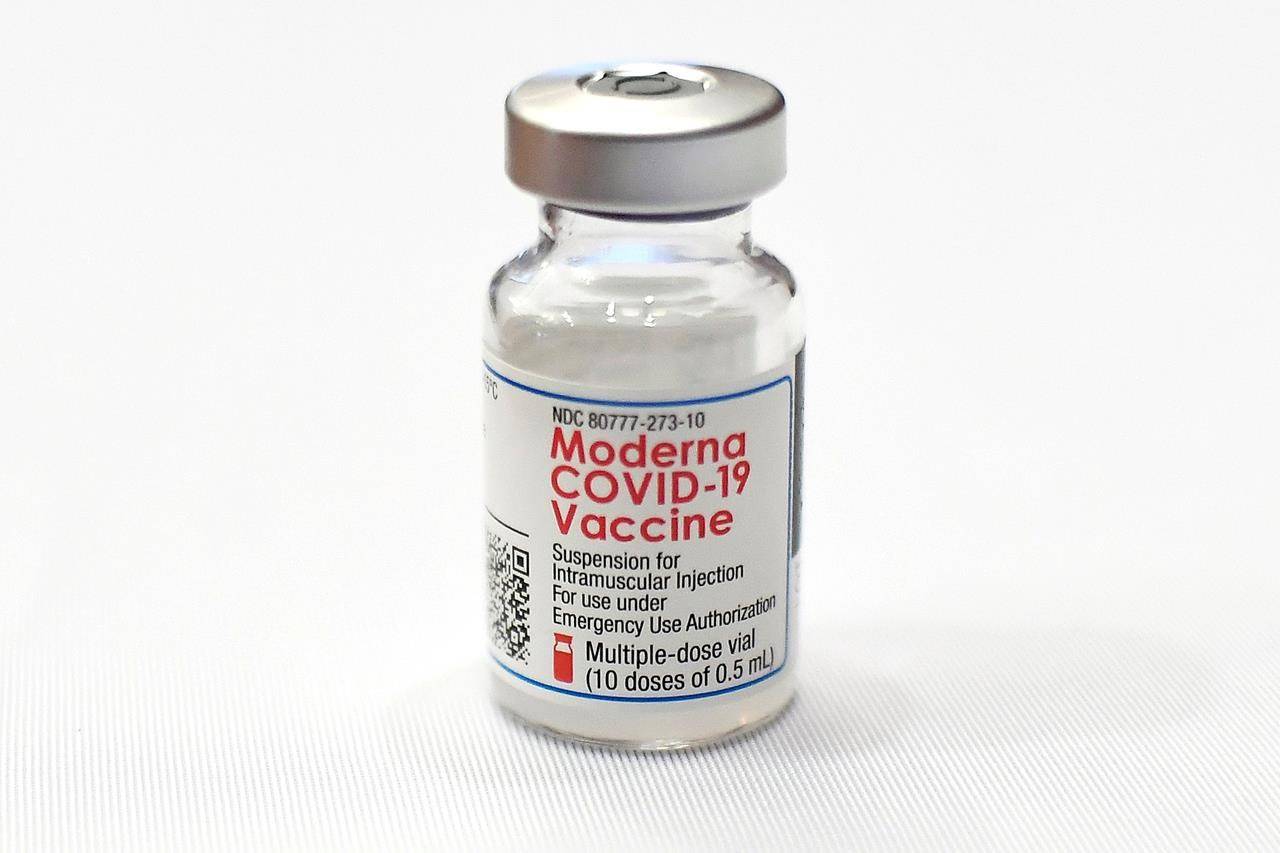 NDC 80777-273-10
Moderna
COVID-19
Vaccine
Suspension for
Intramuscular Injection
For use under
Emergency Use Authorization
Multiple-dose vial
(10 doses of 0.5 mL)